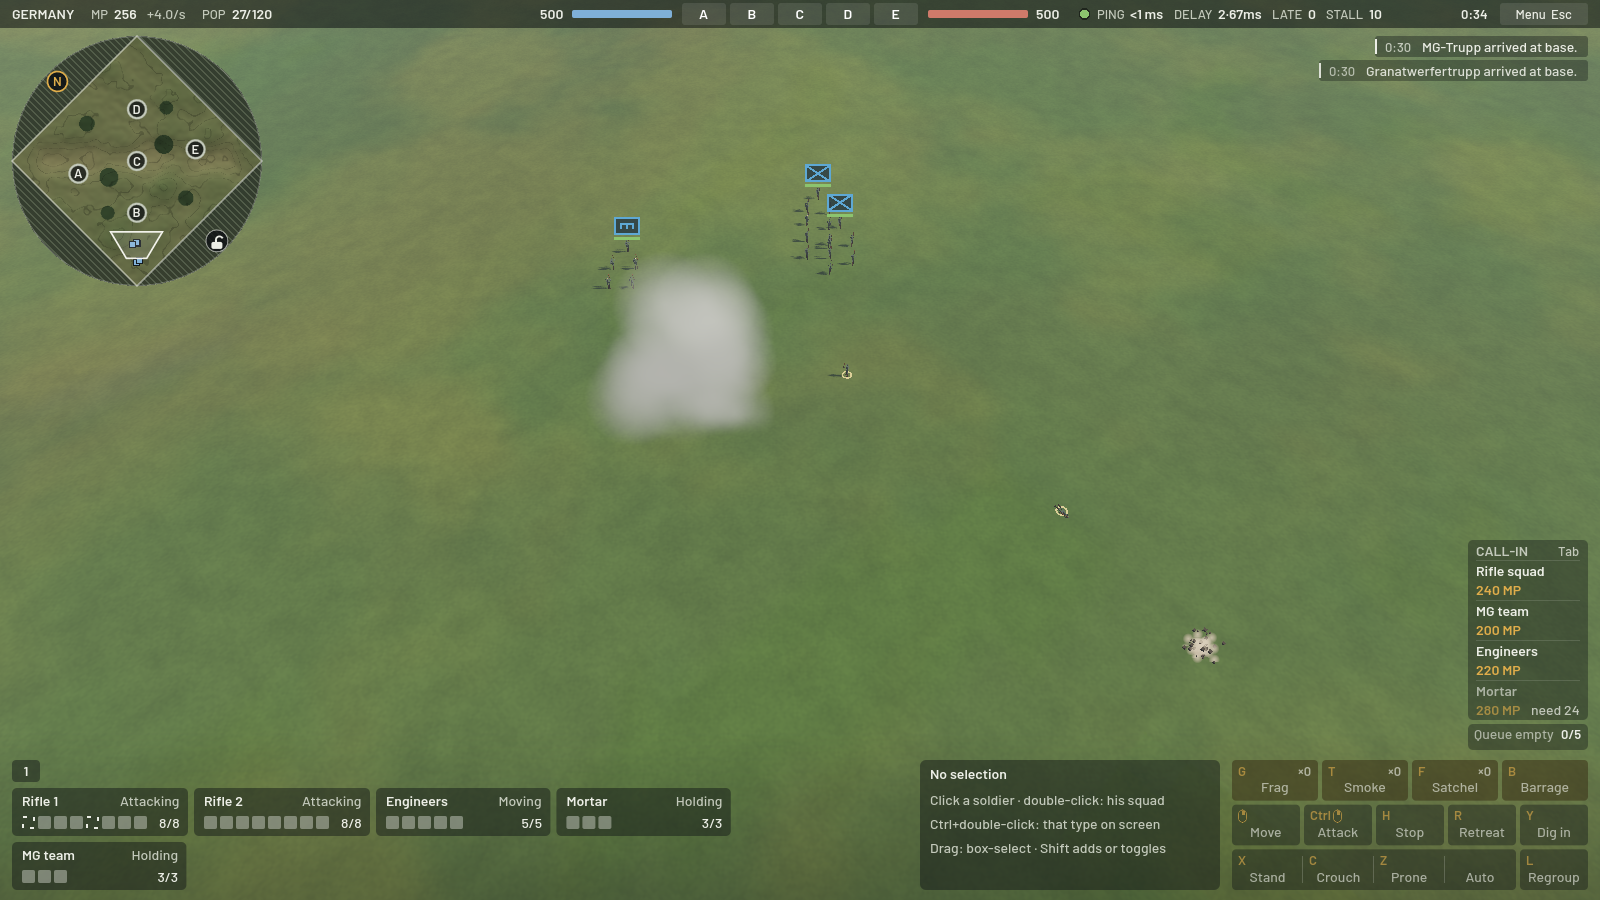 GERMANY MP 256 +4.0/s POP 27/120 500 A B C D E 500 PING <1 ms DELAY 2·67ms LATE 0 STALL 10 0:34 Menu Esc
0:30 MG-Trupp arrived at base.
0:30 Granatwerfertrupp arrived at base.
N
D
E
C
A
B
CALL-IN Tab
Rifle squad
240 MP
MG team
200 MP
Engineers
220 MP
Mortar
280 MP need 24
Queue empty 0/5
1
Rifle 1 Attacking
8/8
Rifle 2 Attacking
8/8
Engineers Moving
5/5
Mortar Holding
3/3
MG team Holding
3/3
No selection
Click a soldier · double-click: his squad
Ctrl+double-click: that type on screen
Drag: box-select · Shift adds or toggles
G ×0 Frag
T ×0 Smoke
F ×0 Satchel
B Barrage
Move
Ctrl Attack
H Stop
R Retreat
Y Dig in
X Stand
C Crouch
Z Prone
Auto
L Regroup